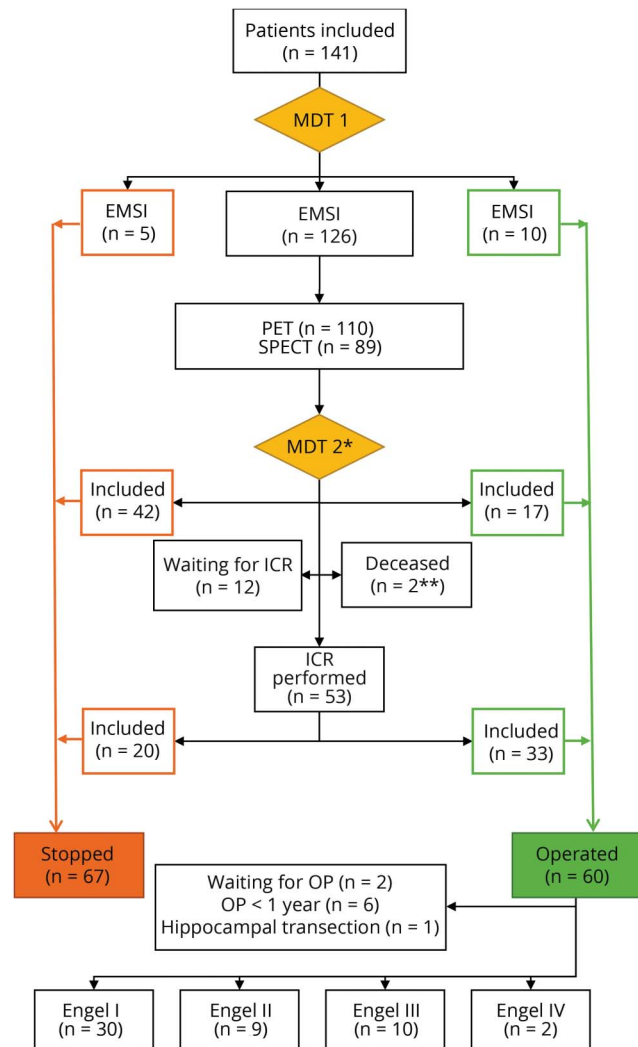 Patients included
(n = 141)
MDT 1
EMSI
(n = 5)
EMSI
(n = 126)
EMSI
(n = 10)
PET (n = 110)
SPECT (n = 89)
MDT 2*
Included
(n = 42)
Included
(n = 17)
Waiting for ICR
(n = 12)
Deceased
(n = 2**)
ICR
performed
(n = 53)
Included
(n = 20)
Included
(n = 33)
Stopped
(n = 67)
Operated
(n = 60)
Waiting for OP (n = 2)
OP < 1 year (n = 6)
Hippocampal transection (n = 1)
Engel I
(n = 30)
Engel II
(n = 9)
Engel III
(n = 10)
Engel IV
(n = 2)